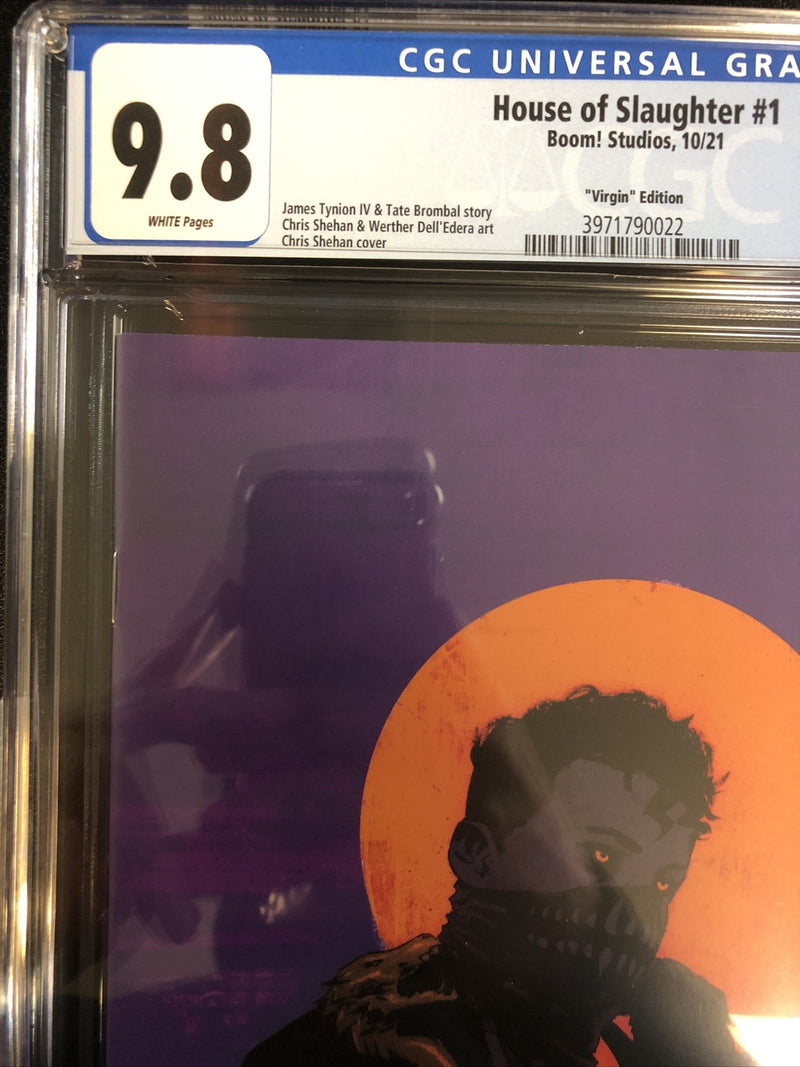 CGC UNIVERSAL GRA
9.8
WHITE Pages
House of Slaughter #1
Boom! Studios, 10/21
CGC
"Virgin" Edition
James Tynion IV & Tate Brombal story
Chris Shehan & Werther Dell'Edera art
Chris Shehan cover
3971790022